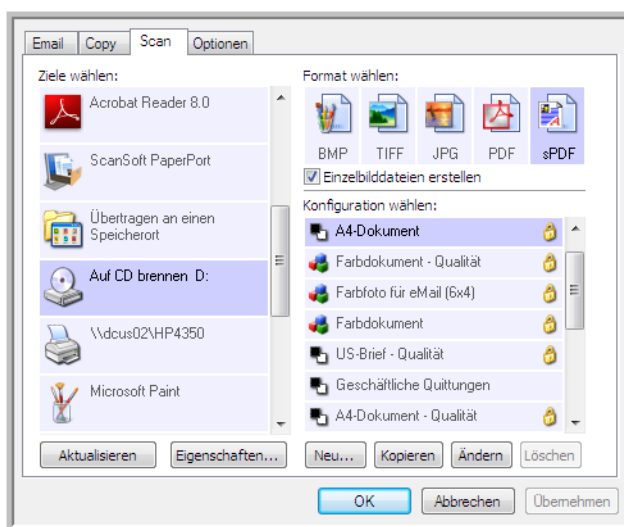 Email Copy Scan Optionen
Ziele wählen:
Acrobat Reader 8.0
ScanSoft PaperPort
Übertragen an einen
Speicherort
Auf CD brennen D:
\\dcus02\HP4350
Microsoft Paint
Aktualisieren Eigenschaften...
Format wählen:
BMP TIFF JPG PDF sPDF
Einzelbilddateien erstellen
Konfiguration wählen:
A4-Dokument
Farbdokument - Qualität
Farbfoto für eMail (6x4)
Farbdokument
US-Brief - Qualität
Geschäftliche Quittungen
A4-Dokument - Qualität
Neu... Kopieren Ändern Löschen
OK Abbrechen Übernehmen